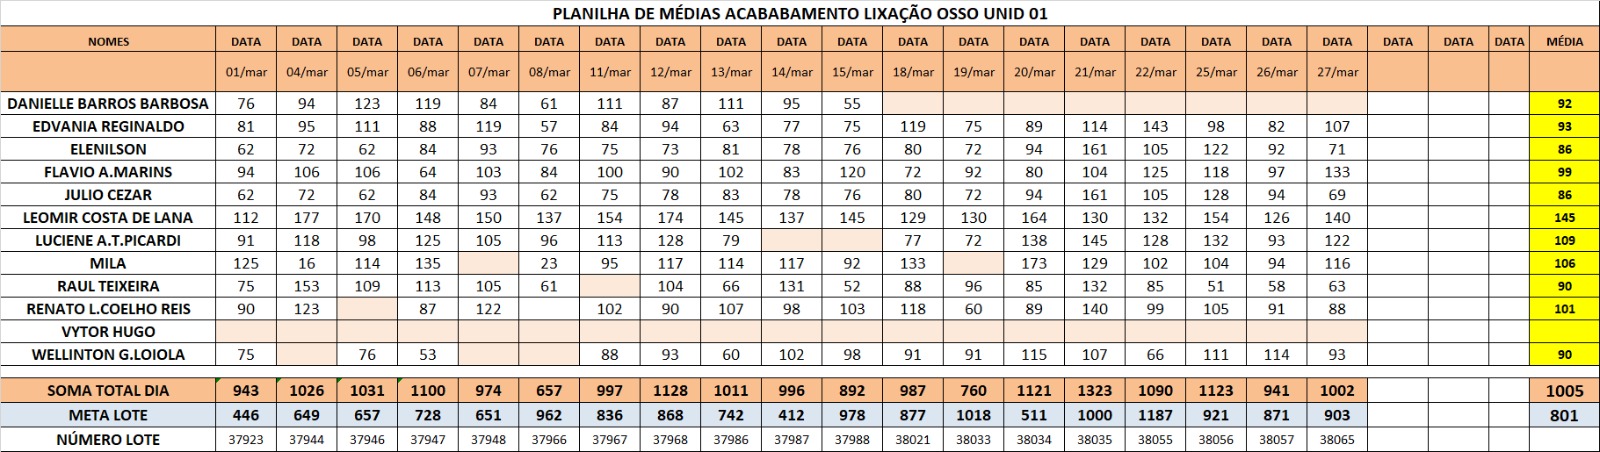 PLANILHA DE MÉDIAS ACABABAMENTO LIXAÇÃO OSSO UNID 01
NOMES DATA DATA DATA DATA DATA DATA DATA DATA DATA DATA DATA DATA DATA DATA DATA DATA DATA DATA DATA DATA DATA DATA MÉDIA
01/mar 04/mar 05/mar 06/mar 07/mar 08/mar 11/mar 12/mar 13/mar 14/mar 15/mar 18/mar 19/mar 20/mar 21/mar 22/mar 25/mar 26/mar 27/mar
DANIELLE BARROS BARBOSA 76 94 123 119 84 61 111 87 111 95 55 92
EDVANIA REGINALDO 81 95 111 88 119 57 84 94 63 77 75 119 75 89 114 143 98 82 107 93
ELENILSON 62 72 62 84 93 76 75 73 81 78 76 80 72 94 161 105 122 92 71 86
FLAVIO A.MARINS 94 106 106 64 103 84 100 90 102 83 120 72 92 80 104 125 118 97 133 99
JULIO CEZAR 62 72 62 84 93 62 75 78 83 78 76 80 72 94 161 105 128 94 69 86
LEOMIR COSTA DE LANA 112 177 170 148 150 137 154 174 145 137 145 129 130 164 130 132 154 126 140 145
LUCIENE A.T.PICARDI 91 118 98 125 105 96 113 128 79 77 72 138 145 128 132 93 122 109
MILA 125 16 114 135 23 95 117 114 117 92 133 173 129 102 104 94 116 106
RAUL TEIXEIRA 75 153 109 113 105 61 104 66 131 52 88 96 85 132 85 51 58 63 90
RENATO L.COELHO REIS 90 123 87 122 102 90 107 98 103 118 60 89 140 99 105 91 88 101
VYTOR HUGO
WELLINTON G.LOIOLA 75 76 53 88 93 60 102 98 91 91 115 107 66 111 114 93 90
SOMA TOTAL DIA 943 1026 1031 1100 974 657 997 1128 1011 996 892 987 760 1121 1323 1090 1123 941 1002 1005
META LOTE 446 649 657 728 651 962 836 868 742 412 978 877 1018 511 1000 1187 921 871 903 801
NÚMERO LOTE 37923 37944 37946 37947 37948 37966 37967 37968 37986 37987 37988 38021 38033 38034 38035 38055 38056 38057 38065